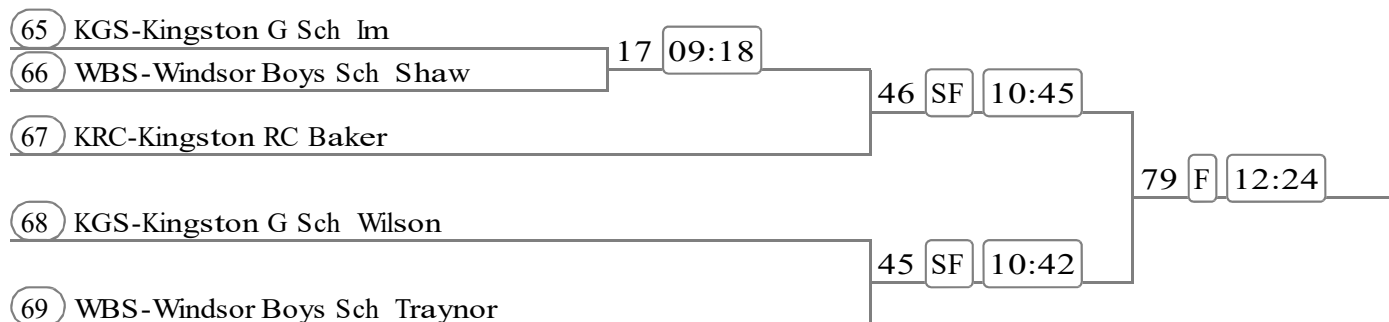 65 KGS-Kingston G Sch Im
17 09:18
66 WBS-Windsor Boys Sch Shaw
46 SF 10:45
67 KRC-Kingston RC Baker
79 F 12:24
68 KGS-Kingston G Sch Wilson
45 SF 10:42
69 WBS-Windsor Boys Sch Traynor